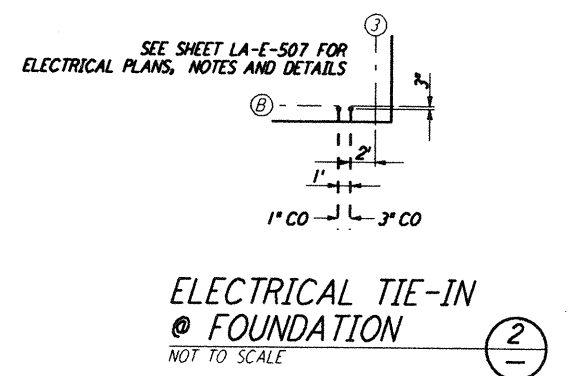 3
SEE SHEET LA-E-507 FOR
ELECTRICAL PLANS, NOTES AND DETAILS
3"
B
2'
1'
1" CO
3" CO
ELECTRICAL TIE-IN
@ FOUNDATION
NOT TO SCALE
2
—